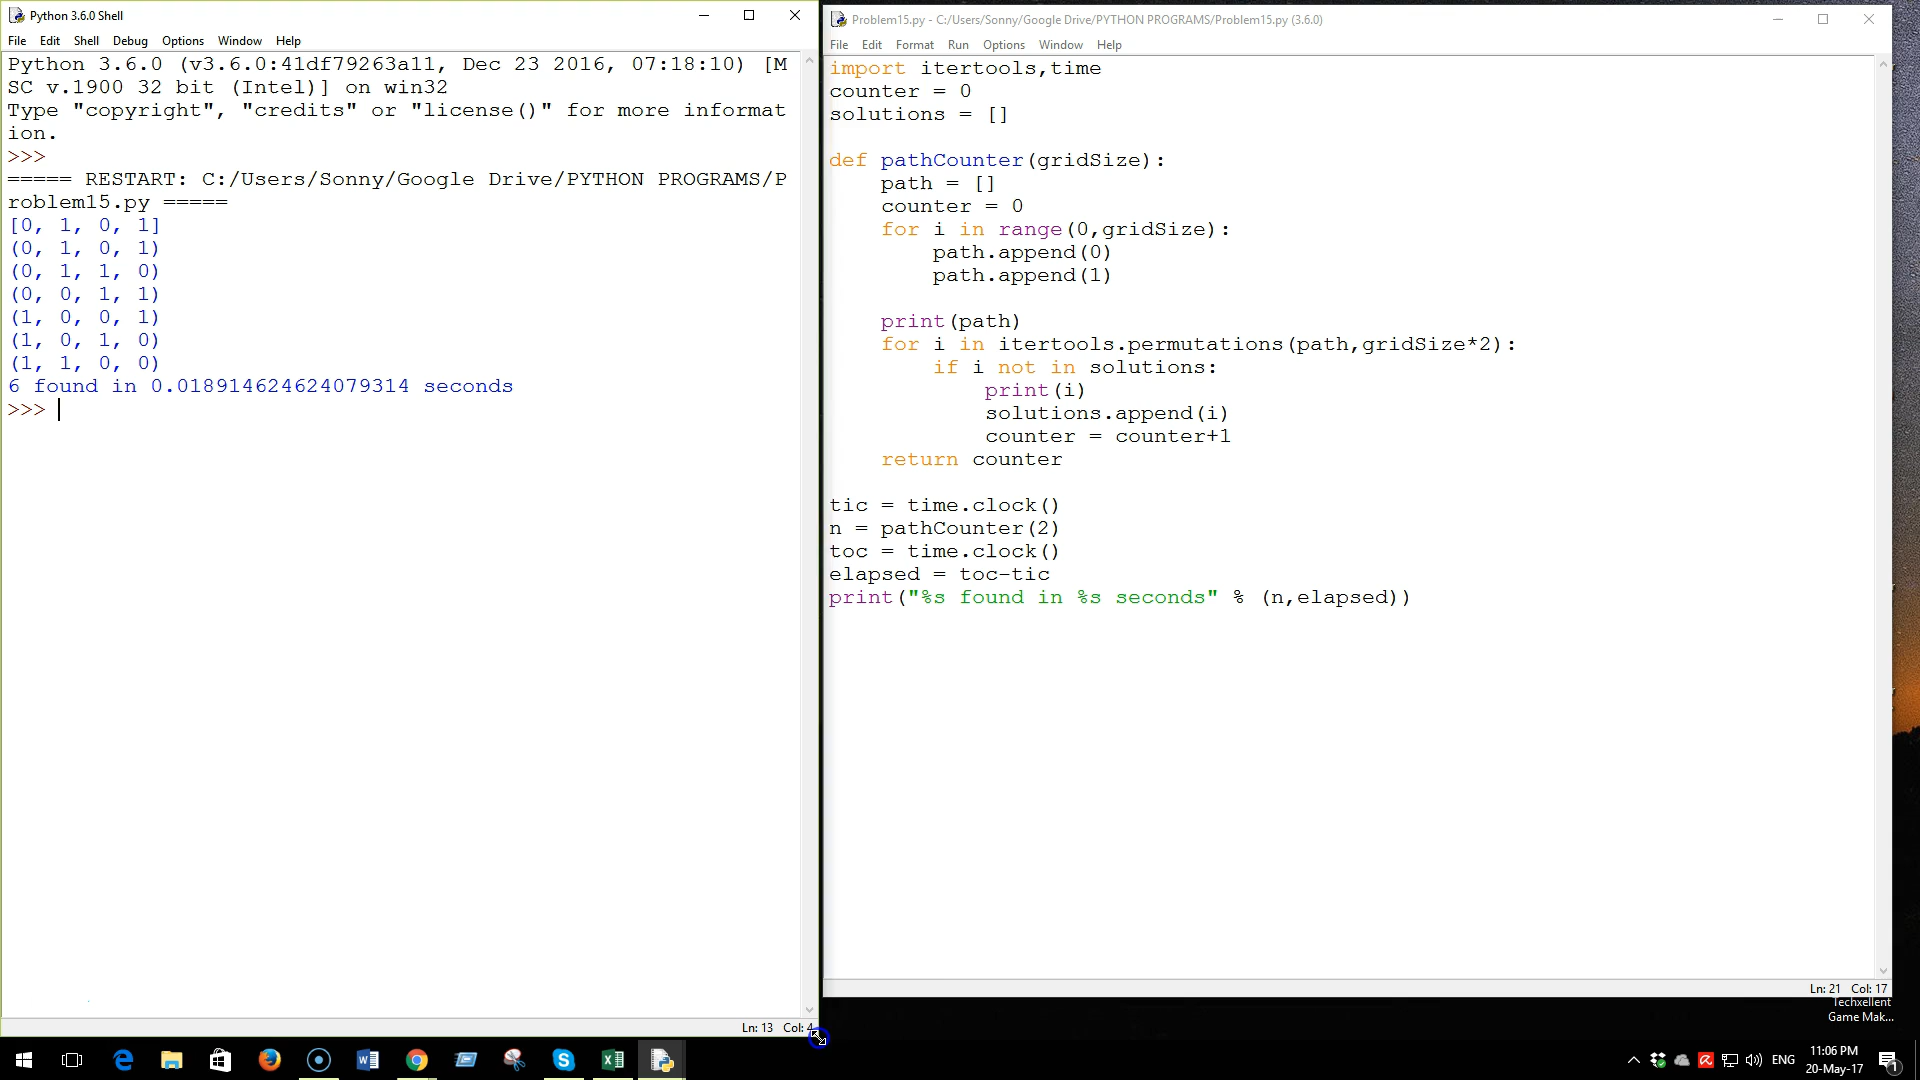 Python 3.6.0 Shell
File Edit Shell Debug Options Window Help
Python 3.6.0 (v3.6.0:41df79263a11, Dec 23 2016, 07:18:10) [M
SC v.1900 32 bit (Intel)] on win32
Type "copyright", "credits" or "license()" for more informat
ion.
>>>
===== RESTART: C:/Users/Sonny/Google Drive/PYTHON PROGRAMS/P
roblem15.py =====
[0, 1, 0, 1]
(0, 1, 0, 1)
(0, 1, 1, 0)
(0, 0, 1, 1)
(1, 0, 0, 1)
(1, 0, 1, 0)
(1, 1, 0, 0)
6 found in 0.018914624624079314 seconds
>>>
Ln: 13 Col: 4
Problem15.py - C:/Users/Sonny/Google Drive/PYTHON PROGRAMS/Problem15.py (3.6.0)
File Edit Format Run Options Window Help
import itertools,time
counter = 0
solutions = []
def pathCounter(gridSize):
    path = []
    counter = 0
    for i in range(0,gridSize):
        path.append(0)
        path.append(1)
    print(path)
    for i in itertools.permutations(path,gridSize*2):
        if i not in solutions:
            print(i)
            solutions.append(i)
            counter = counter+1
    return counter
tic = time.clock()
n = pathCounter(2)
toc = time.clock()
elapsed = toc-tic
print("%s found in %s seconds" % (n,elapsed))
Ln: 21 Col: 17
Techxellent
Game Mak...
ENG
11:06 PM
20-May-17
1